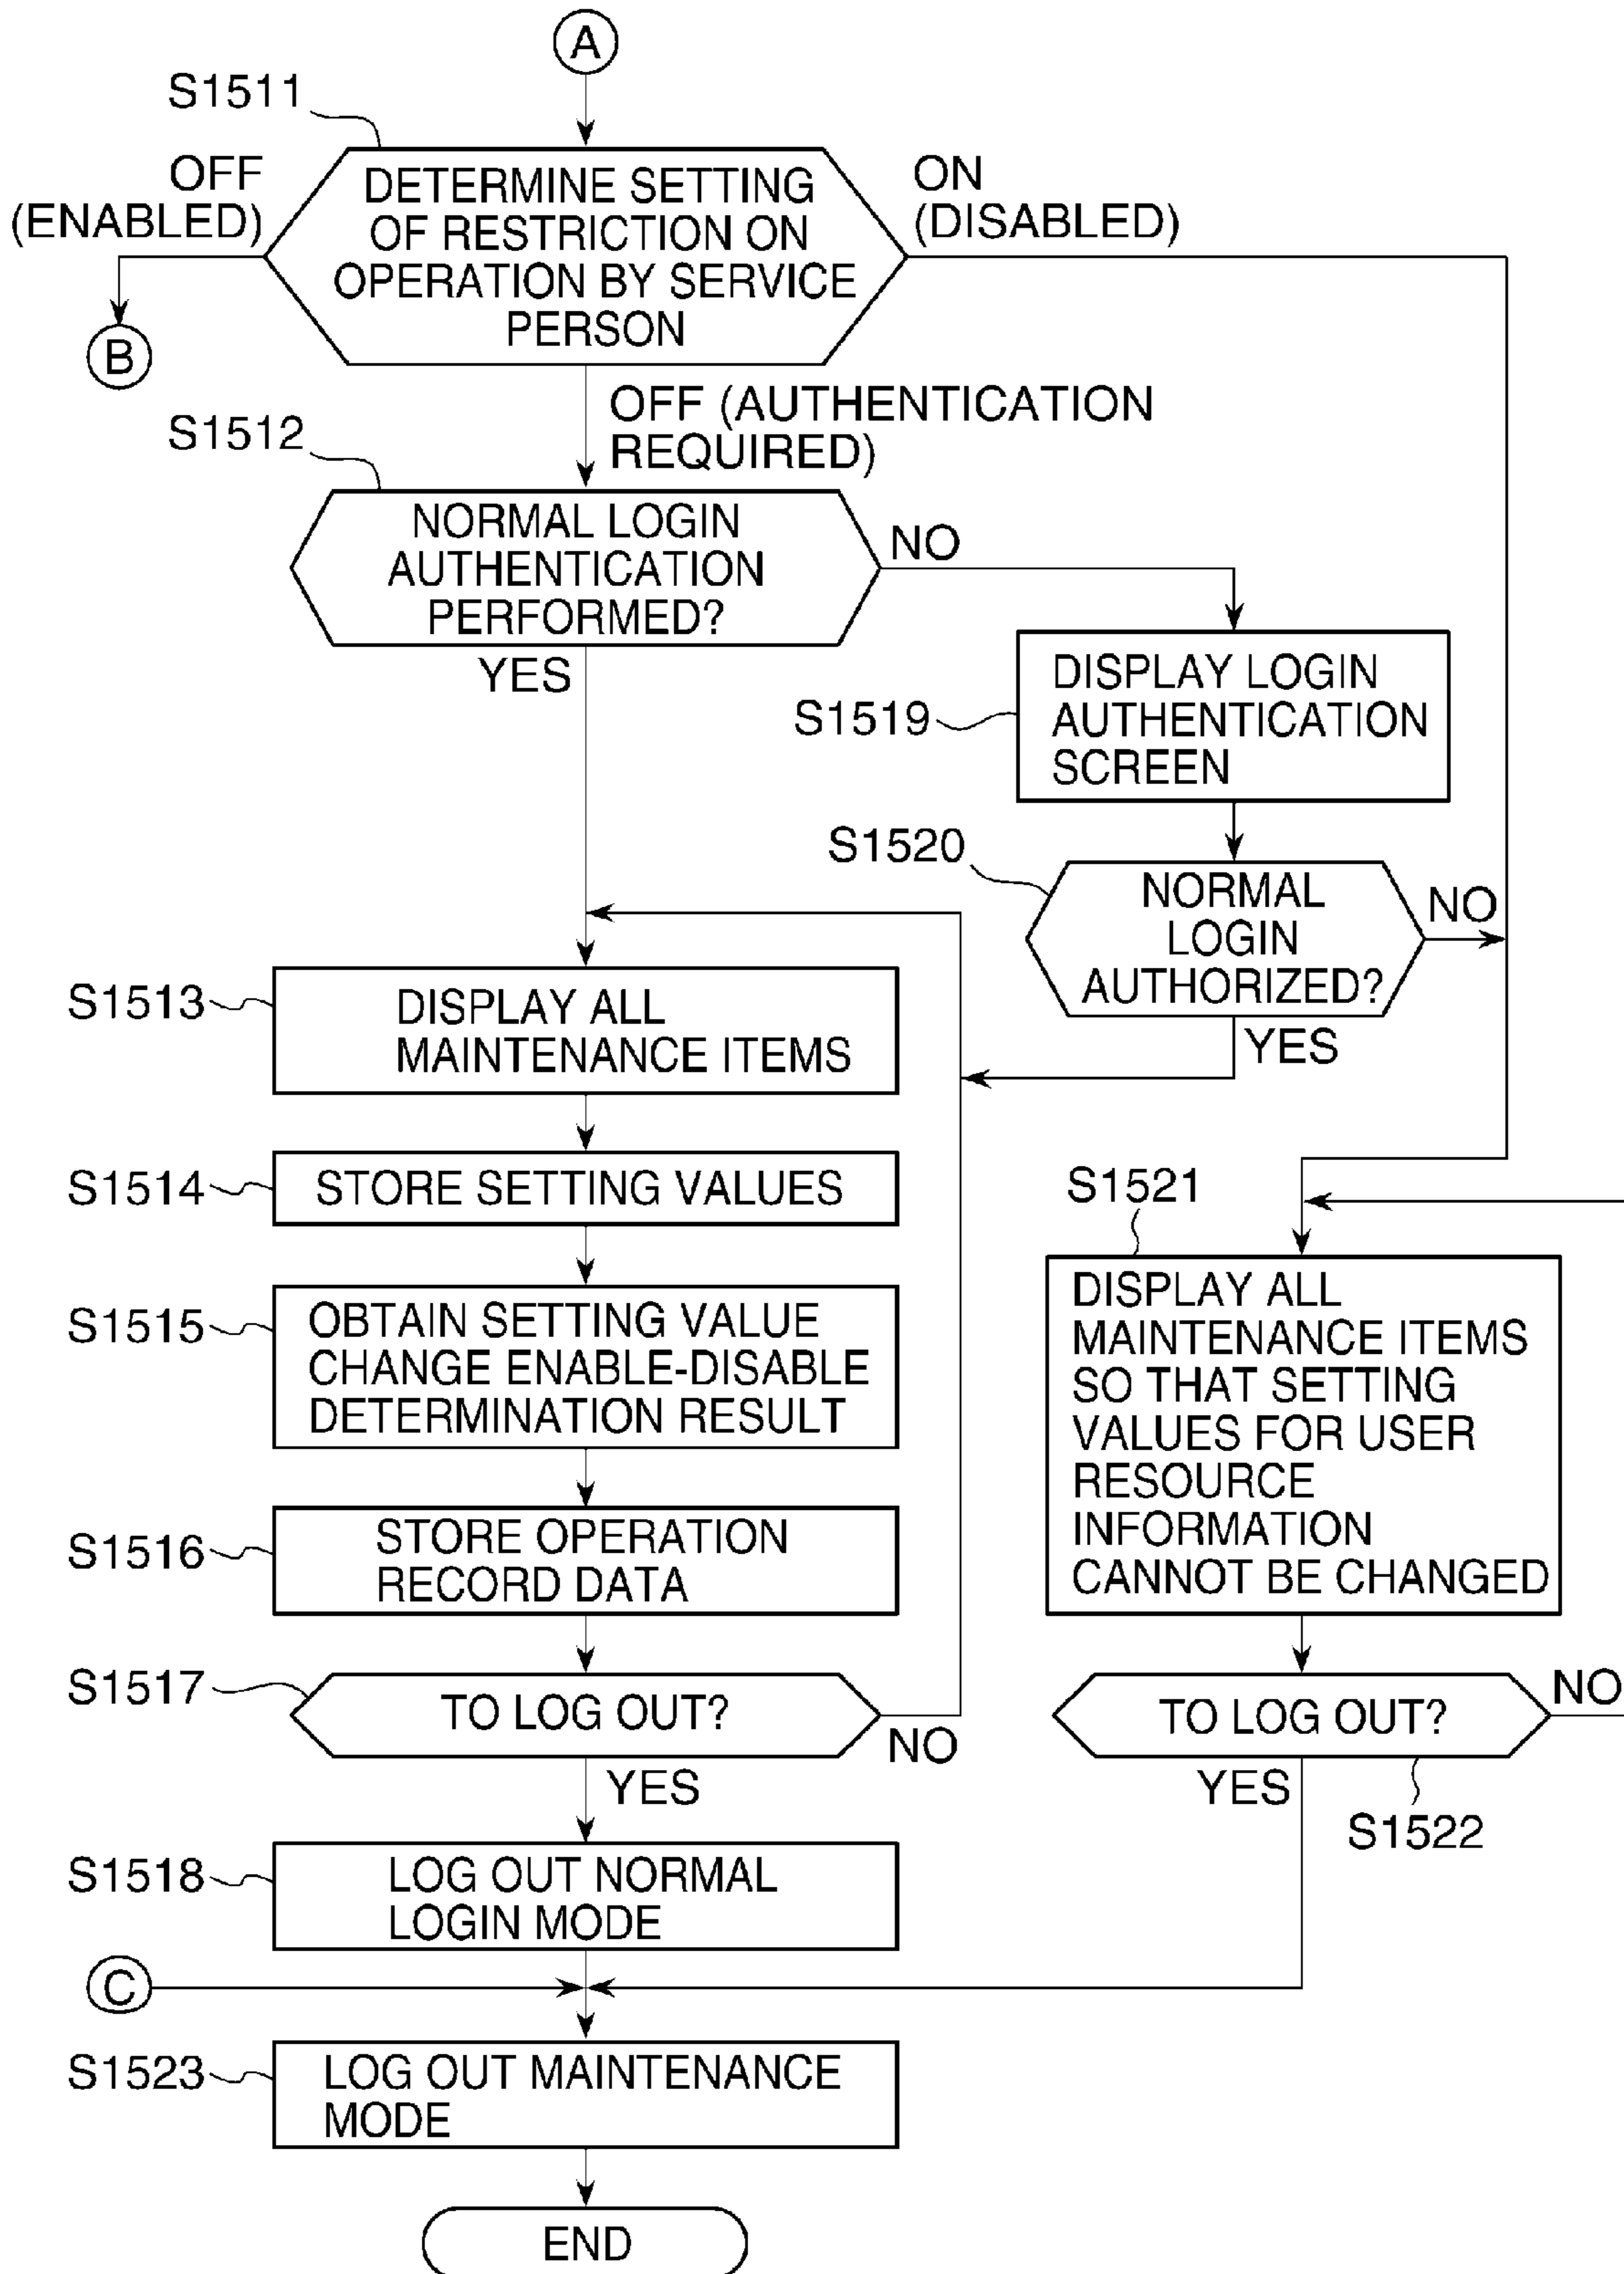 A
S1511
OFF
(ENABLED)
DETERMINE SETTING
OF RESTRICTION ON
OPERATION BY SERVICE
PERSON
ON
(DISABLED)
B
OFF (AUTHENTICATION
REQUIRED)
S1512
NORMAL LOGIN
AUTHENTICATION
PERFORMED?
NO
YES
S1519
DISPLAY LOGIN
AUTHENTICATION
SCREEN
S1520
NORMAL
LOGIN
AUTHORIZED?
NO
YES
S1513
DISPLAY ALL
MAINTENANCE ITEMS
S1514
STORE SETTING VALUES
S1515
OBTAIN SETTING VALUE
CHANGE ENABLE-DISABLE
DETERMINATION RESULT
S1516
STORE OPERATION
RECORD DATA
S1517
TO LOG OUT?
NO
YES
S1521
DISPLAY ALL
MAINTENANCE ITEMS
SO THAT SETTING
VALUES FOR USER
RESOURCE
INFORMATION
CANNOT BE CHANGED
TO LOG OUT?
NO
YES
S1522
S1518
LOG OUT NORMAL
LOGIN MODE
C
S1523
LOG OUT MAINTENANCE
MODE
END